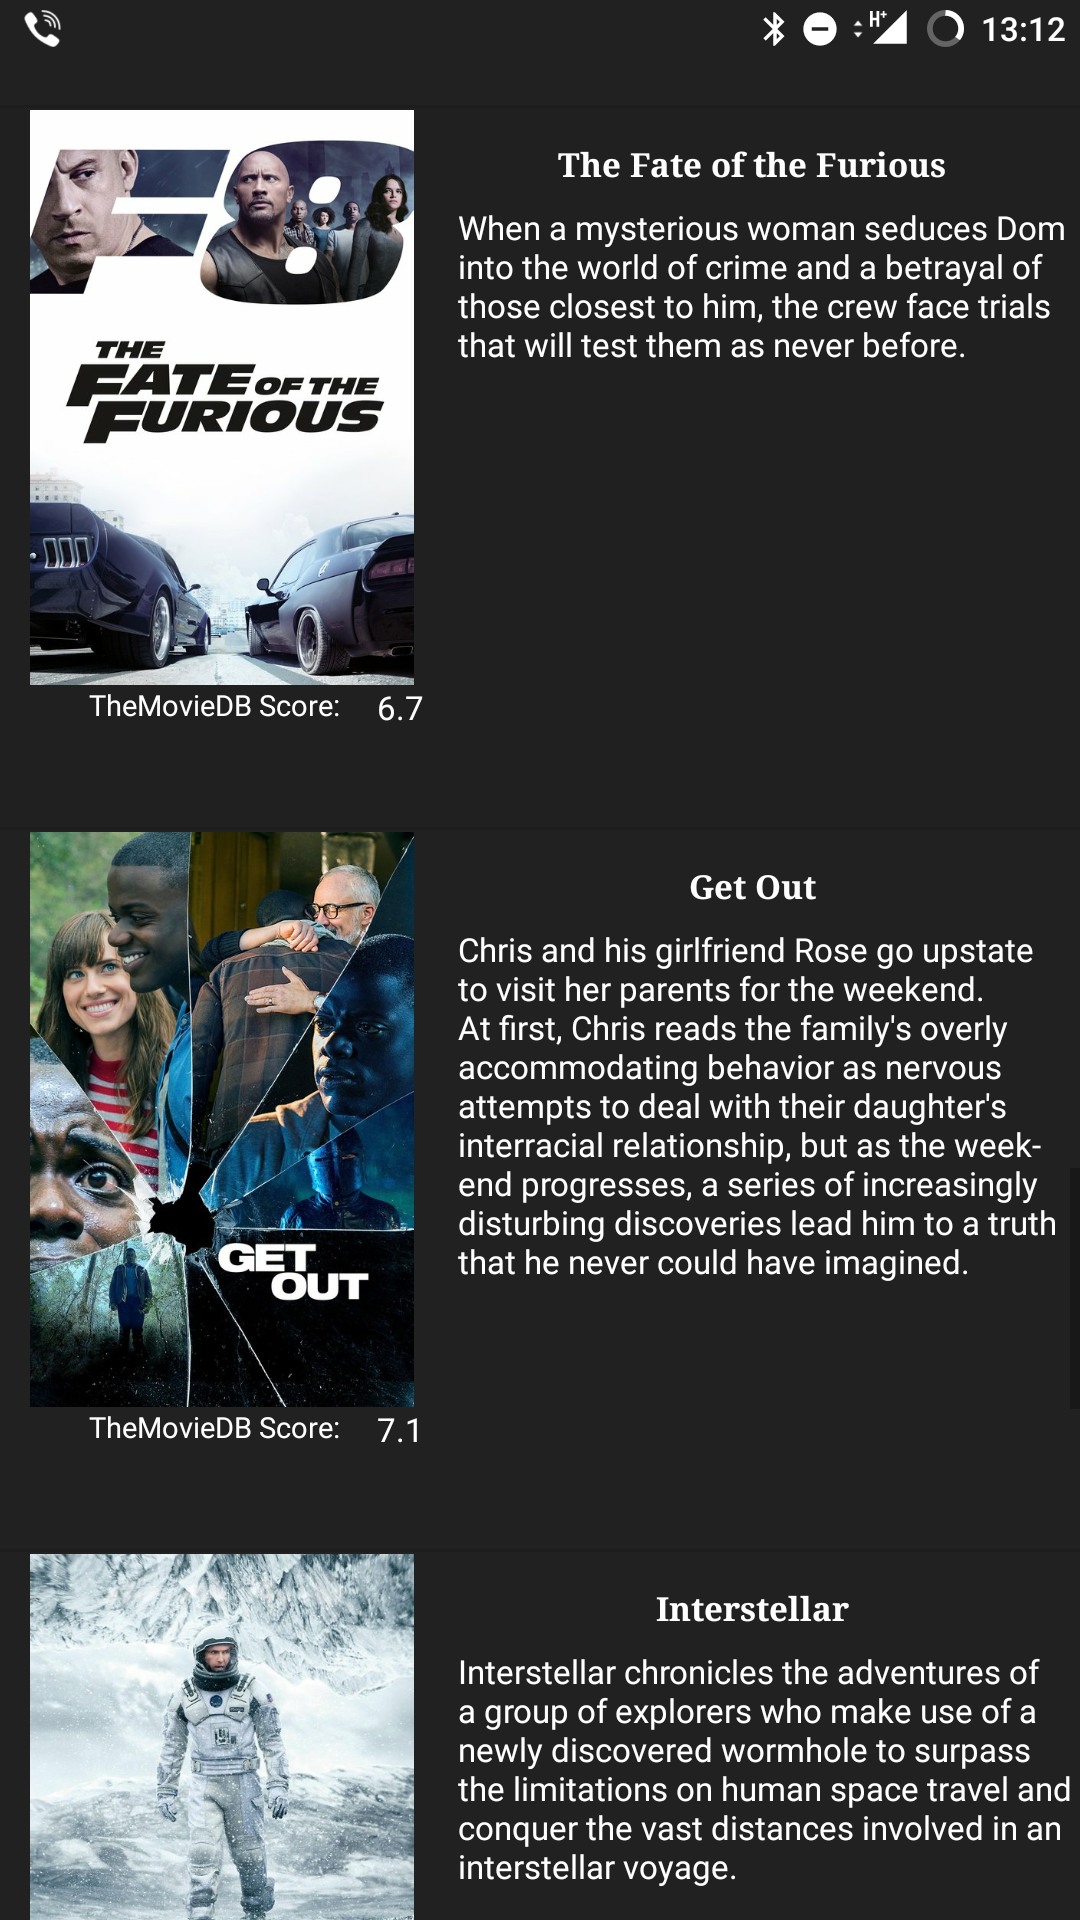 H+ 13:12
F8
THE
FATE OF THE
FURIOUS
The Fate of the Furious
When a mysterious woman seduces Dom
into the world of crime and a betrayal of
those closest to him, the crew face trials
that will test them as never before.
TheMovieDB Score: 6.7
GET
OUT
Get Out
Chris and his girlfriend Rose go upstate
to visit her parents for the weekend.
At first, Chris reads the family's overly
accommodating behavior as nervous
attempts to deal with their daughter's
interracial relationship, but as the week-
end progresses, a series of increasingly
disturbing discoveries lead him to a truth
that he never could have imagined.
TheMovieDB Score: 7.1
Interstellar
Interstellar chronicles the adventures of
a group of explorers who make use of a
newly discovered wormhole to surpass
the limitations on human space travel and
conquer the vast distances involved in an
interstellar voyage.